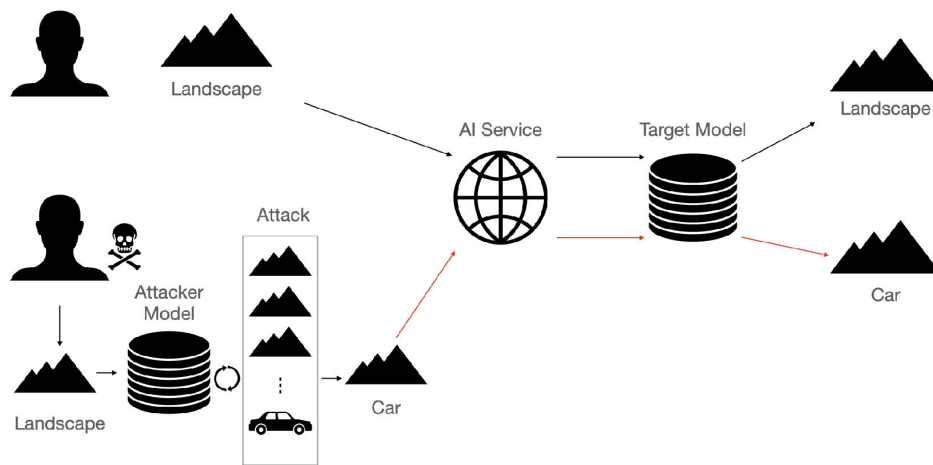 Landscape
AI Service
Target Model
Landscape
Attack
Attacker
Model
Landscape
Car
Car